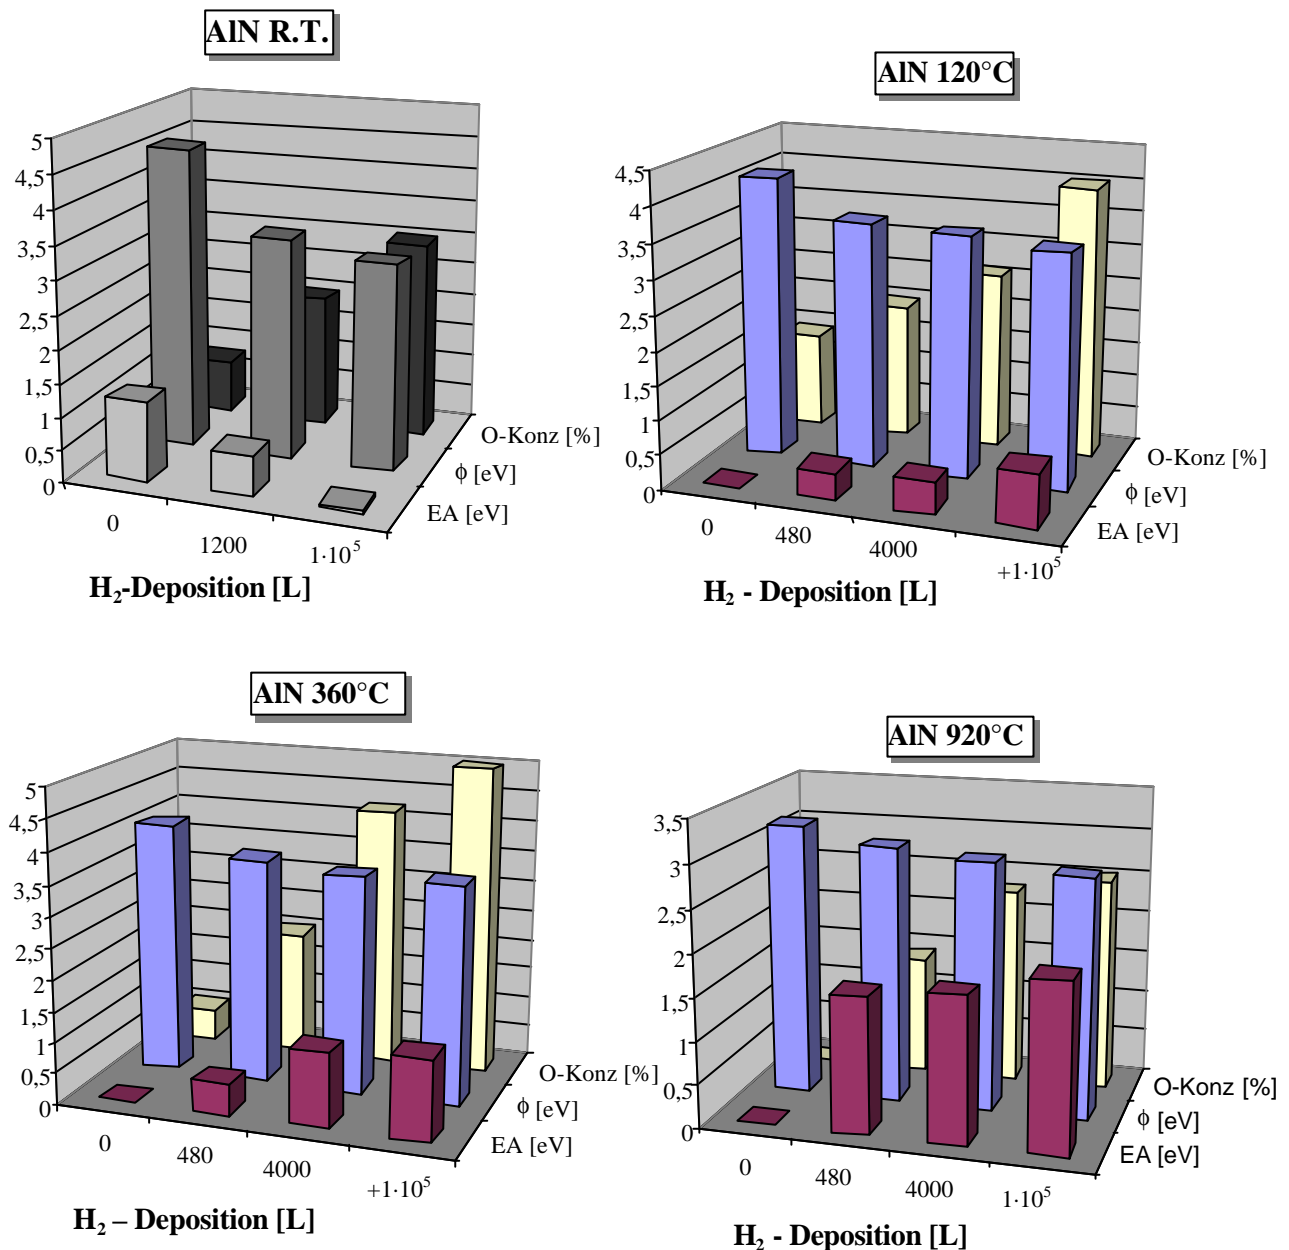 AlN R.T.
5
4,5
4
3,5
3
2,5
2
1,5
1
0,5
0
O-Konz [%]
ϕ [eV]
EA [eV]
0
1200
1·10⁵
H₂-Deposition [L]
AlN 120°C
4,5
4
3,5
3
2,5
2
1,5
1
0,5
0
O-Konz [%]
ϕ [eV]
EA [eV]
0
480
4000
+1·10⁵
H₂ - Deposition [L]
AlN 360°C
5
4,5
4
3,5
3
2,5
2
1,5
1
0,5
0
O-Konz [%]
ϕ [eV]
EA [eV]
0
480
4000
+1·10⁵
H₂ – Deposition [L]
AlN 920°C
3,5
3
2,5
2
1,5
1
0,5
0
O-Konz [%]
ϕ [eV]
EA [eV]
0
480
4000
1·10⁵
H₂ - Deposition [L]